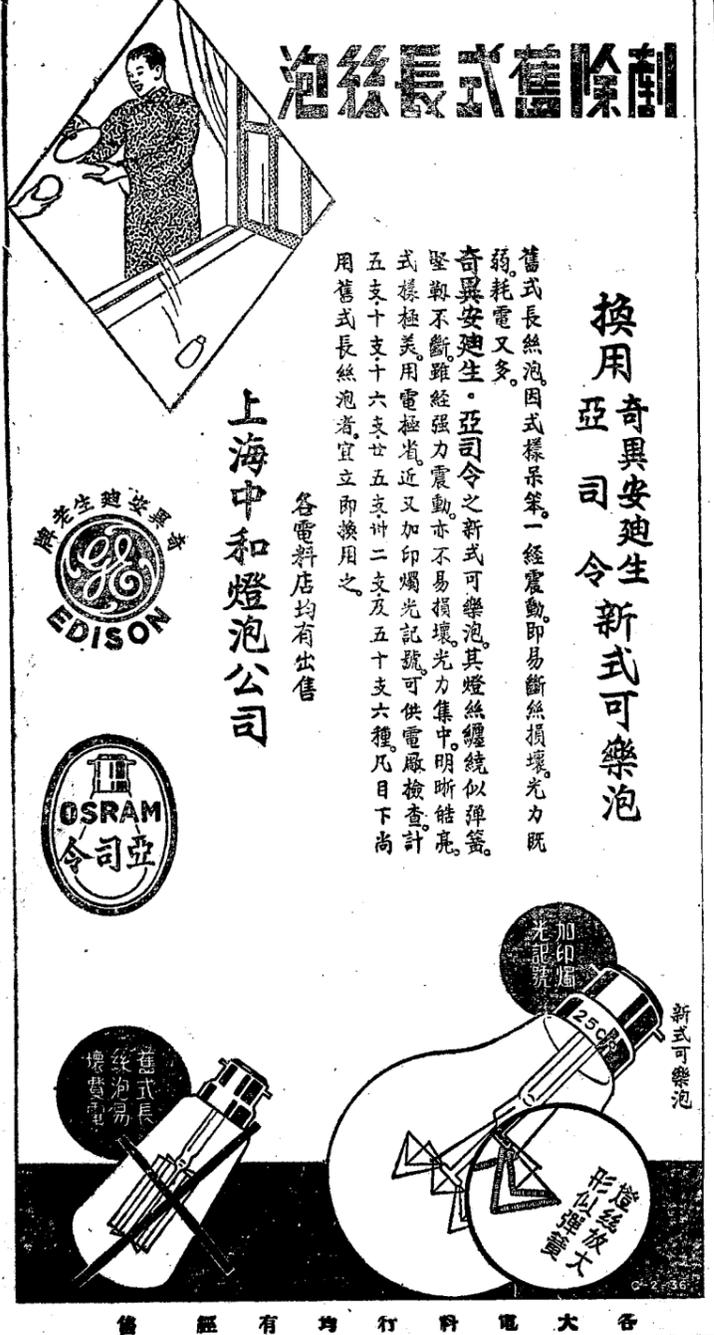 剷除舊式長絲泡
換用
奇異安廸生
亞司令
新式可樂泡
舊式長絲泡。因式樣呆笨。一經震動。即易斷絲損壞。光力既
弱。耗電又多。
奇異安廸生·亞司令之新式可樂泡。其燈絲纏繞似彈簧。
堅韌不斷。雖經强力震動。亦不易損壞。光力集中。明晰皓亮。
式樣極美。用電極省。近又加印燭光記號。可供電廠檢查。計
五支·十支·十六支·廿五支·卅二支及五十支六種。凡目下尚
用舊式長絲泡者。宜立即換用之。
各電料店均有出售
上海中和燈泡公司
奇異安廸生老牌
GE
EDISON
OSRAM
亞司令
加印燭
光記號
25CP
新式可樂泡
舊式長
絲泡易
壞費電
燈絲放大
形似彈簧
C-2-36
各大電料行均有經售